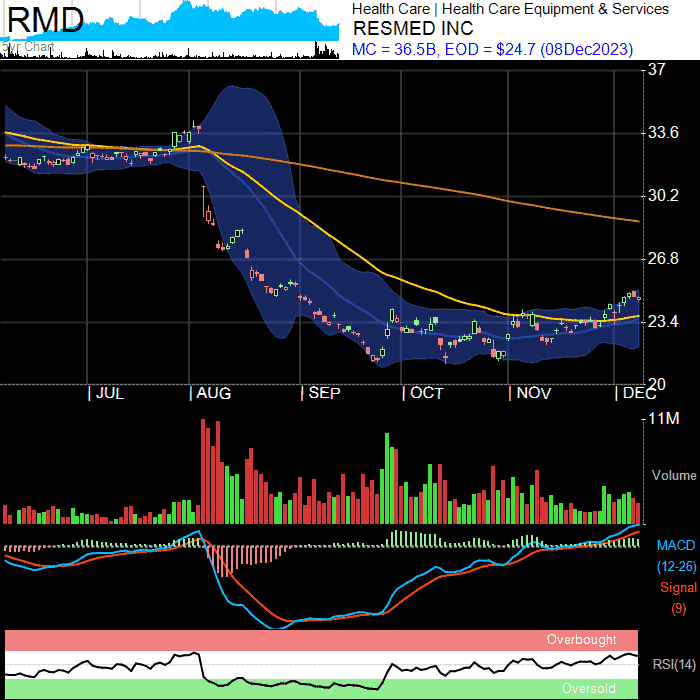 RMD
5yr Chart
Health Care | Health Care Equipment & Services
RESMED INC
MC = 36.5B, EOD = $24.7 (08Dec2023)
37
33.6
30.2
26.8
23.4
20
| JUL
| AUG
| SEP
| OCT
| NOV
| DEC
11M
Volume
MACD
(12-26)
Signal
(9)
Overbought
RSI(14)
Oversold